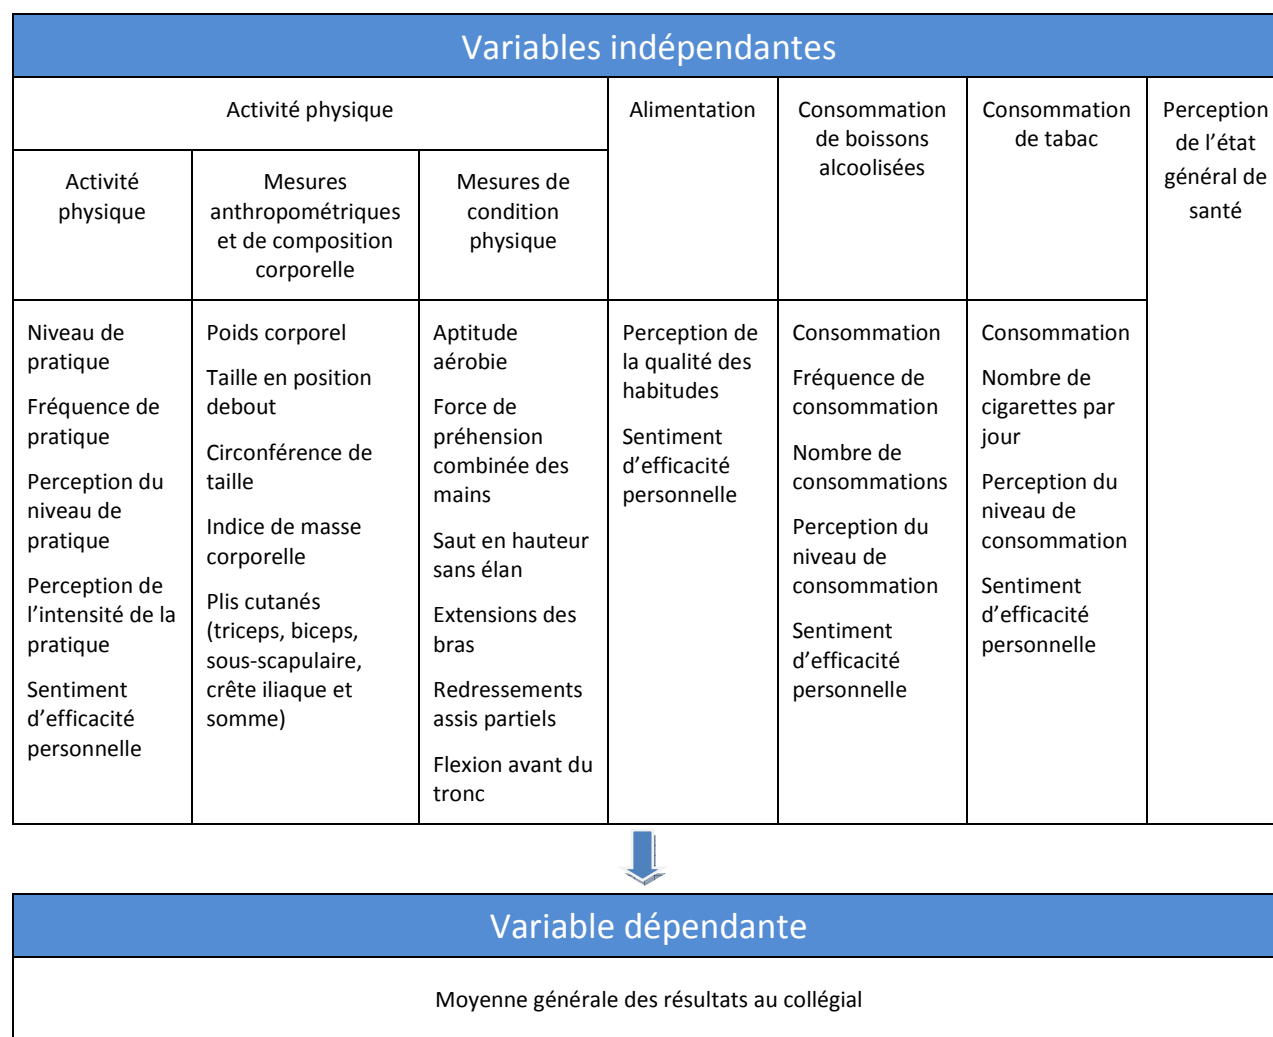 Variables indépendantes
Activité physique
Alimentation
Consommation
de boissons
alcoolisées
Consommation
de tabac
Perception
de l’état
général de
santé
Activité
physique
Mesures
anthropométriques
et de composition
corporelle
Mesures de
condition
physique
Niveau de
pratique
Fréquence de
pratique
Perception du
niveau de
pratique
Perception de
l’intensité de la
pratique
Sentiment
d’efficacité
personnelle
Poids corporel
Taille en position
debout
Circonférence de
taille
Indice de masse
corporelle
Plis cutanés
(triceps, biceps,
sous-scapulaire,
crête iliaque et
somme)
Aptitude
aérobie
Force de
préhension
combinée des
mains
Saut en hauteur
sans élan
Extensions des
bras
Redressements
assis partiels
Flexion avant du
tronc
Perception de
la qualité des
habitudes
Sentiment
d’efficacité
personnelle
Consommation
Fréquence de
consommation
Nombre de
consommations
Perception du
niveau de
consommation
Sentiment
d’efficacité
personnelle
Consommation
Nombre de
cigarettes par
jour
Perception du
niveau de
consommation
Sentiment
d’efficacité
personnelle
Variable dépendante
Moyenne générale des résultats au collégial